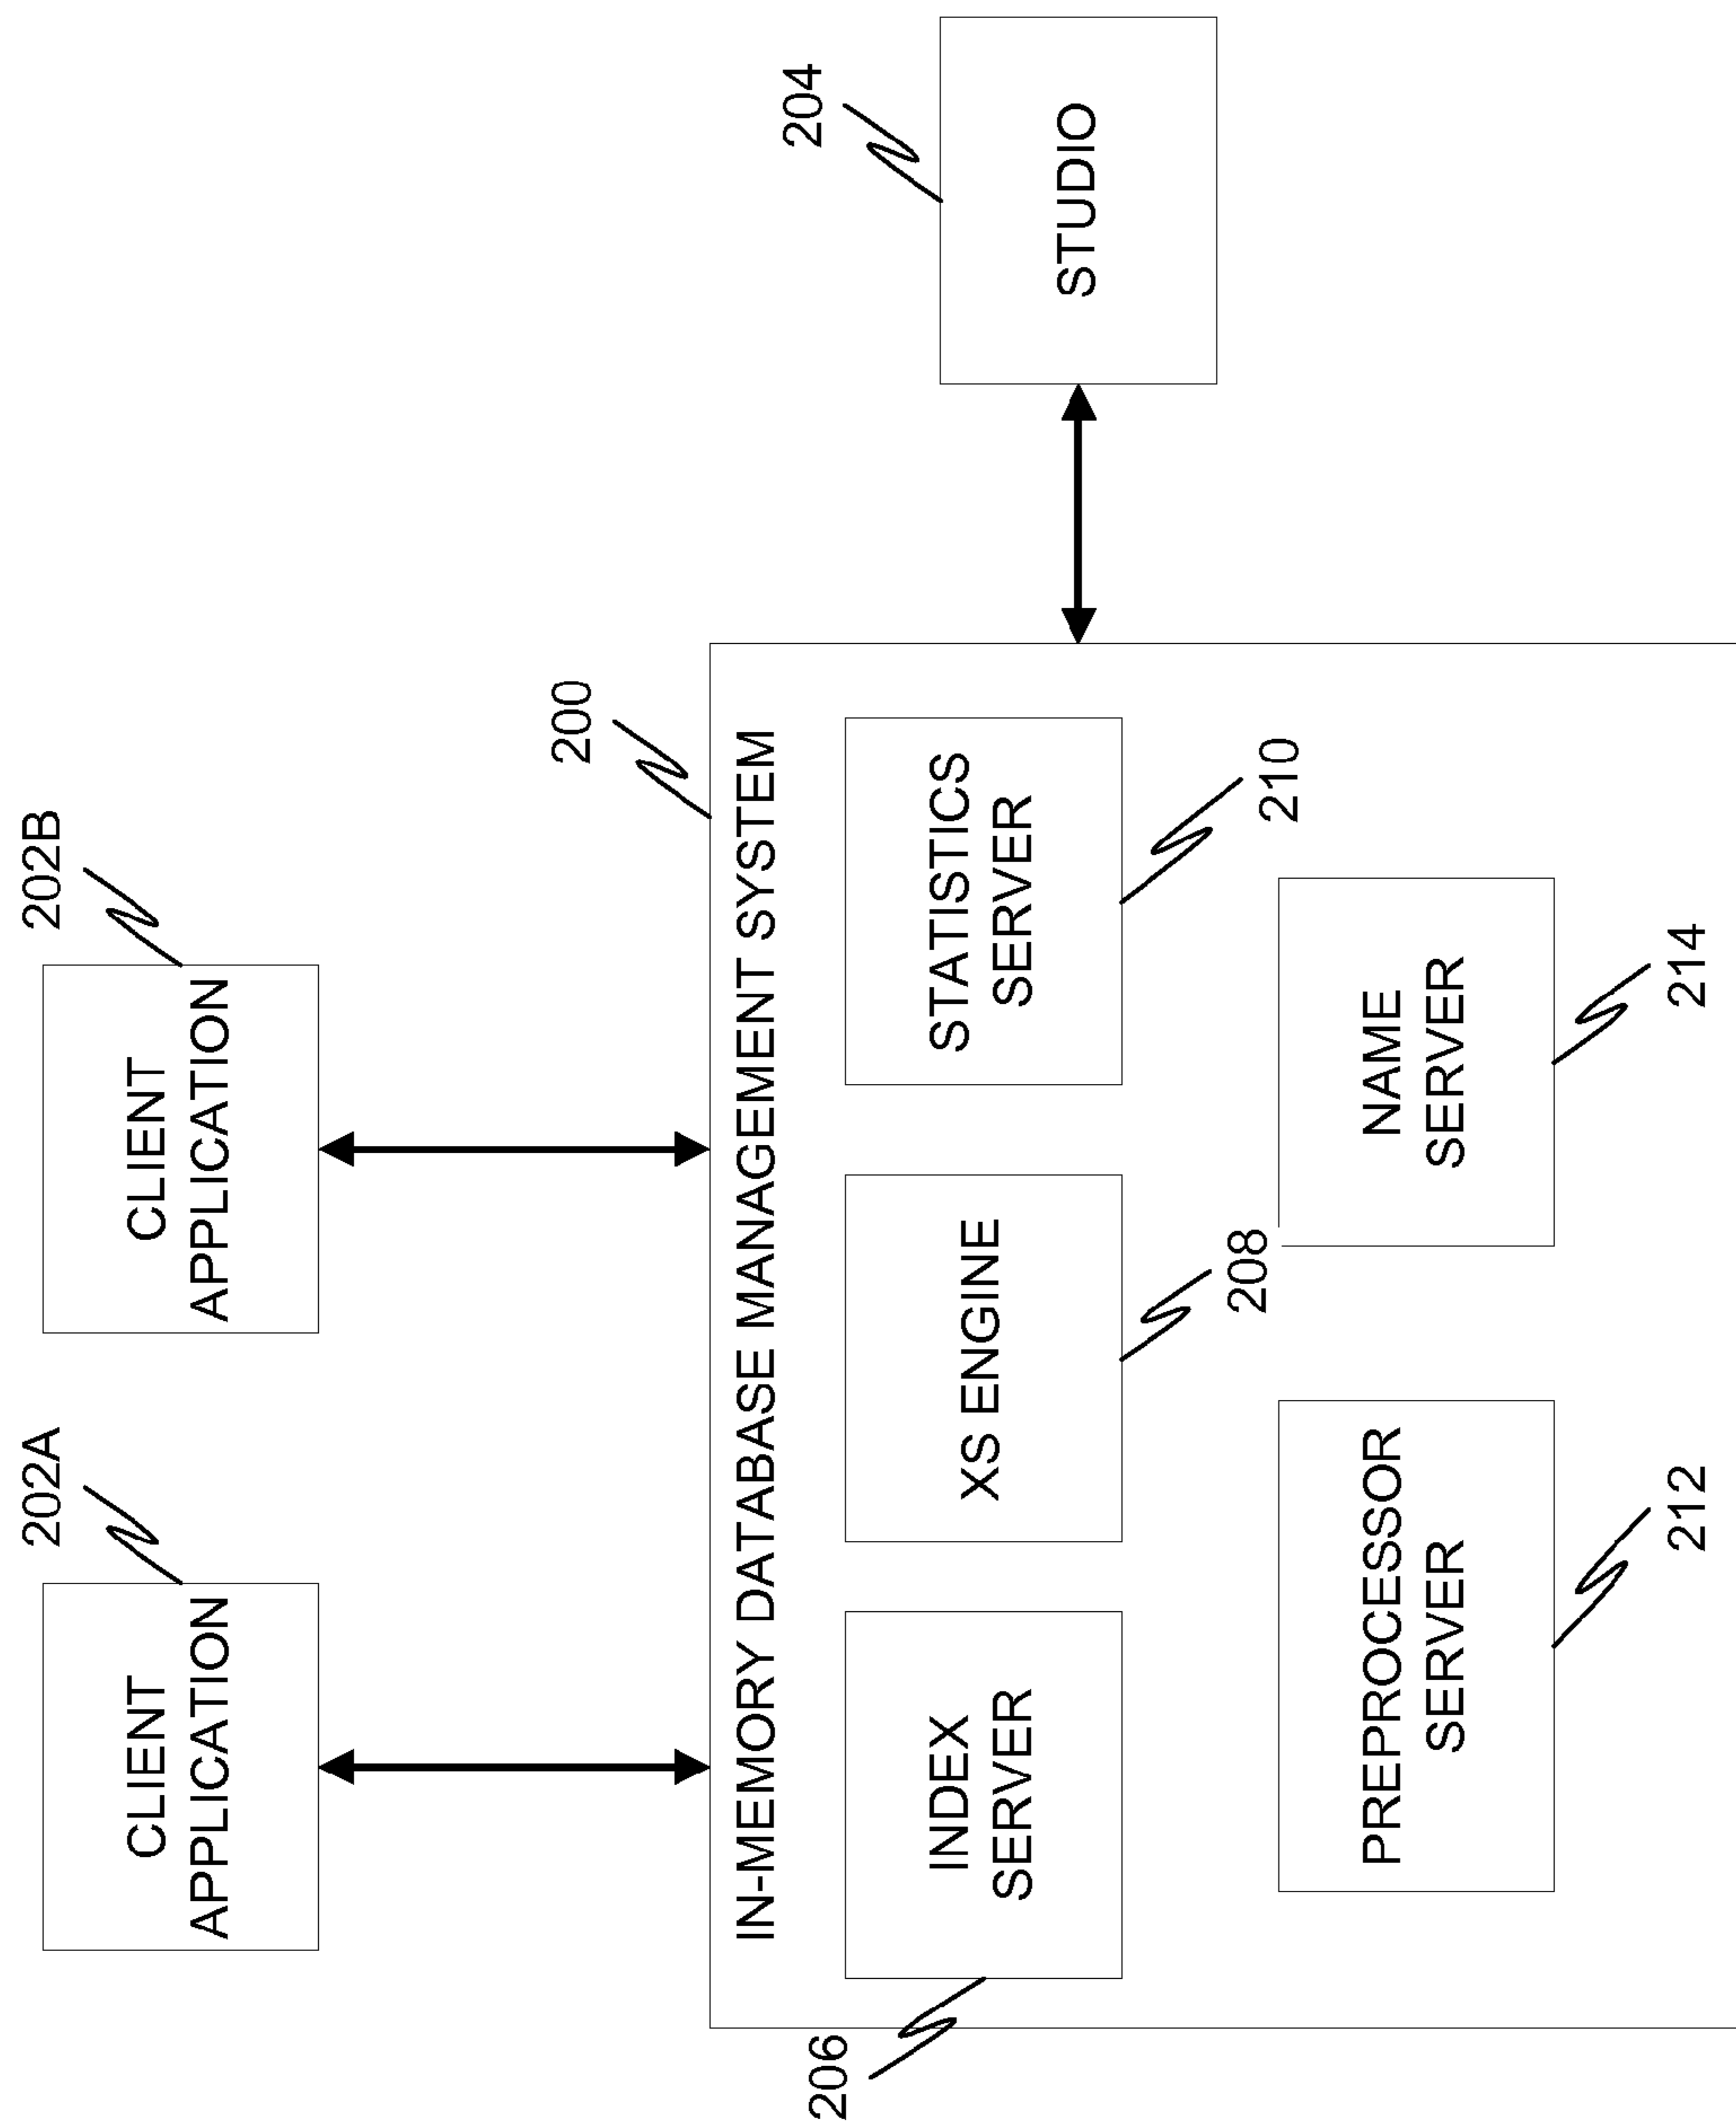 202A
202B
CLIENT
APPLICATION
CLIENT
APPLICATION
200
204
IN-MEMORY DATABASE MANAGEMENT SYSTEM
STUDIO
206
INDEX
SERVER
XS ENGINE
STATISTICS
SERVER
208
210
PREPROCESSOR
SERVER
NAME
SERVER
212
214